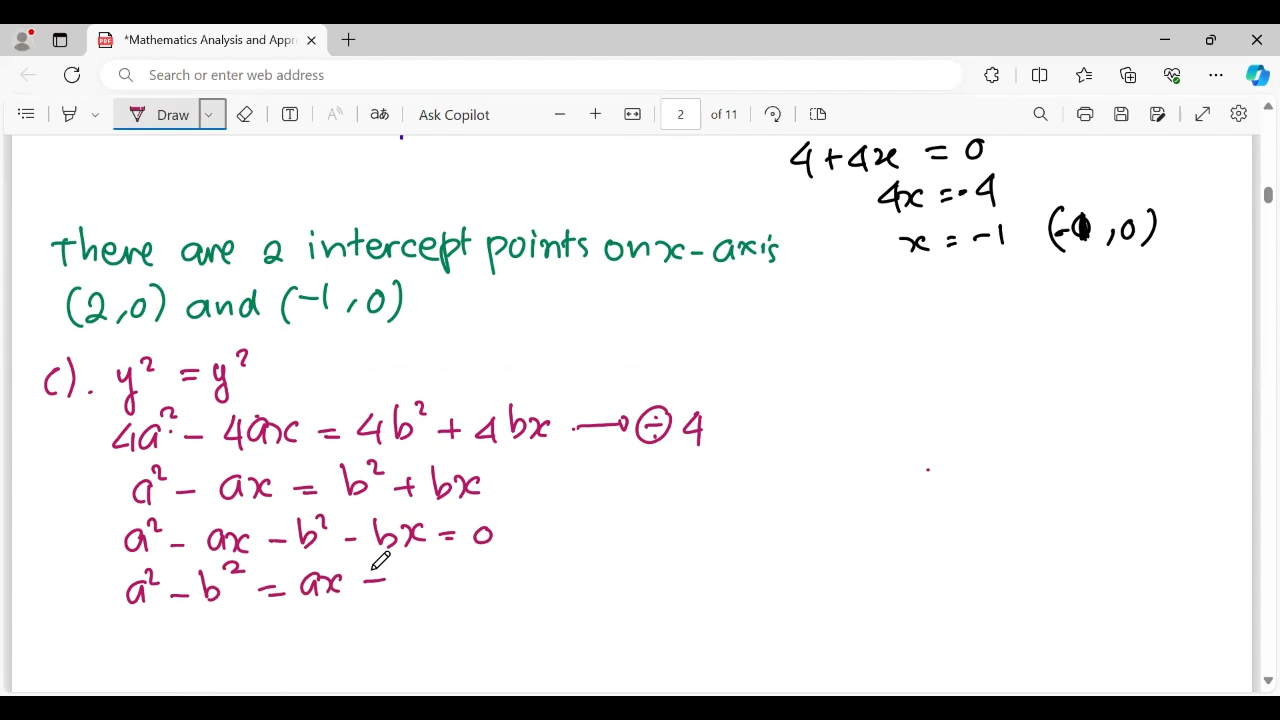 *Mathematics Analysis and Appr
Search or enter web address
Draw
aあ
Ask Copilot
2 of 11
4 + 4x = 0
4x = -4
x = -1 (-1, 0)
There are 2 intercept points on x-axis
(2,0) and (-1,0)
c). y² = y²
4a² - 4ax = 4b² + 4bx → ÷ 4
a² - ax = b² + bx
a² - ax - b² - bx = 0
a² - b² = ax -